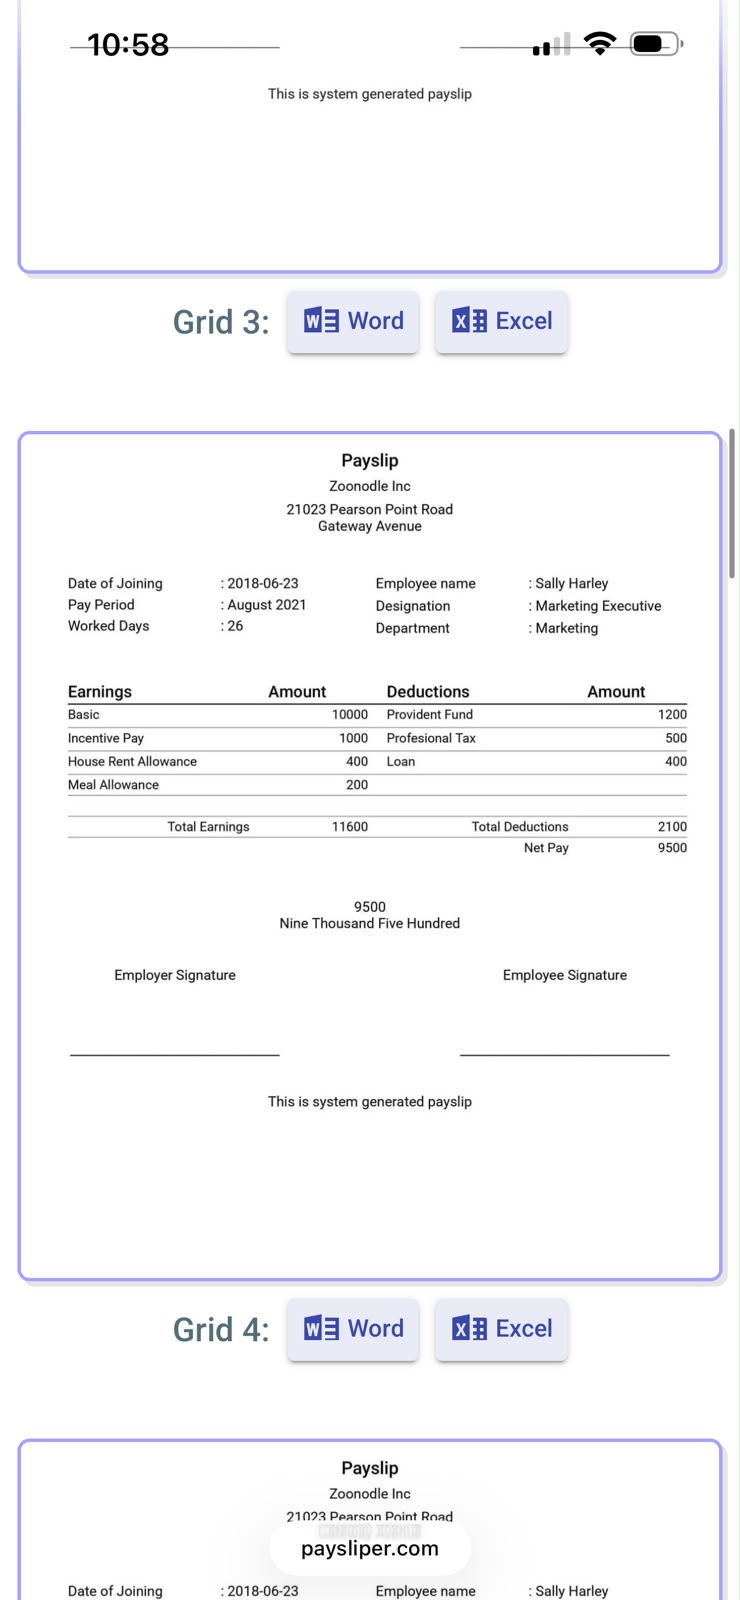 10:58
This is system generated payslip
Grid 3: Word Excel
Payslip
Zoonodle Inc
21023 Pearson Point Road
Gateway Avenue
Date of Joining : 2018-06-23 Employee name : Sally Harley
Pay Period : August 2021 Designation : Marketing Executive
Worked Days : 26 Department : Marketing
Earnings Amount Deductions Amount
Basic 10000 Provident Fund 1200
Incentive Pay 1000 Profesional Tax 500
House Rent Allowance 400 Loan 400
Meal Allowance 200
Total Earnings 11600 Total Deductions 2100
Net Pay 9500
9500
Nine Thousand Five Hundred
Employer Signature Employee Signature
This is system generated payslip
Grid 4: Word Excel
Payslip
Zoonodle Inc
21023 Pearson Point Road
paysliper.com
Date of Joining : 2018-06-23 Employee name : Sally Harley